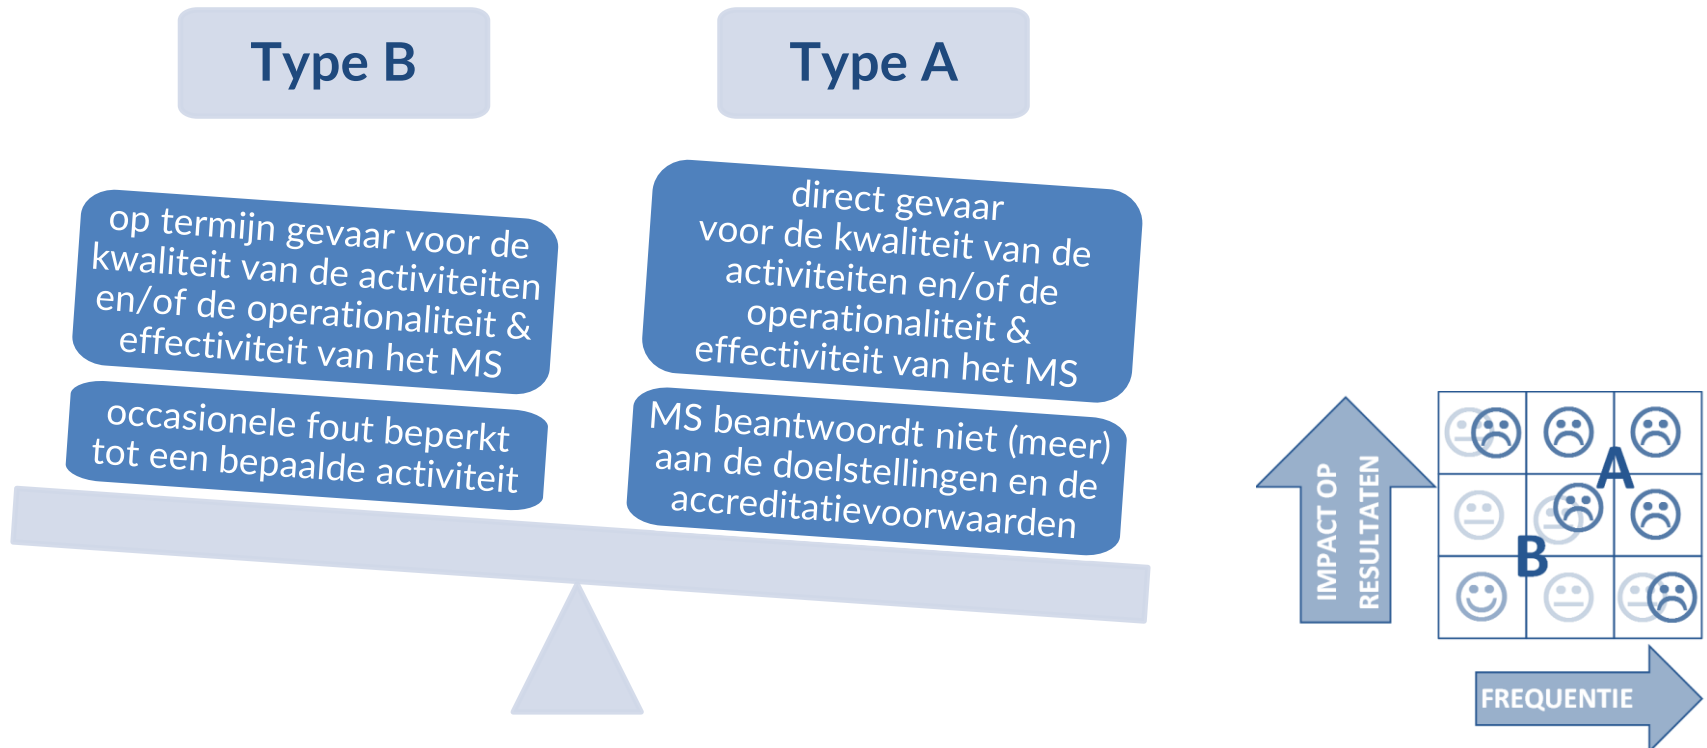 Type B
Type A
op termijn gevaar voor de
kwaliteit van de activiteiten
en/of de operationaliteit &
effectiviteit van het MS
occasionele fout beperkt
tot een bepaalde activiteit
direct gevaar
voor de kwaliteit van de
activiteiten en/of de
operationaliteit &
effectiviteit van het MS
MS beantwoordt niet (meer)
aan de doelstellingen en de
accreditatievoorwaarden
IMPACT OP
RESULTATEN
A
B
FREQUENTIE